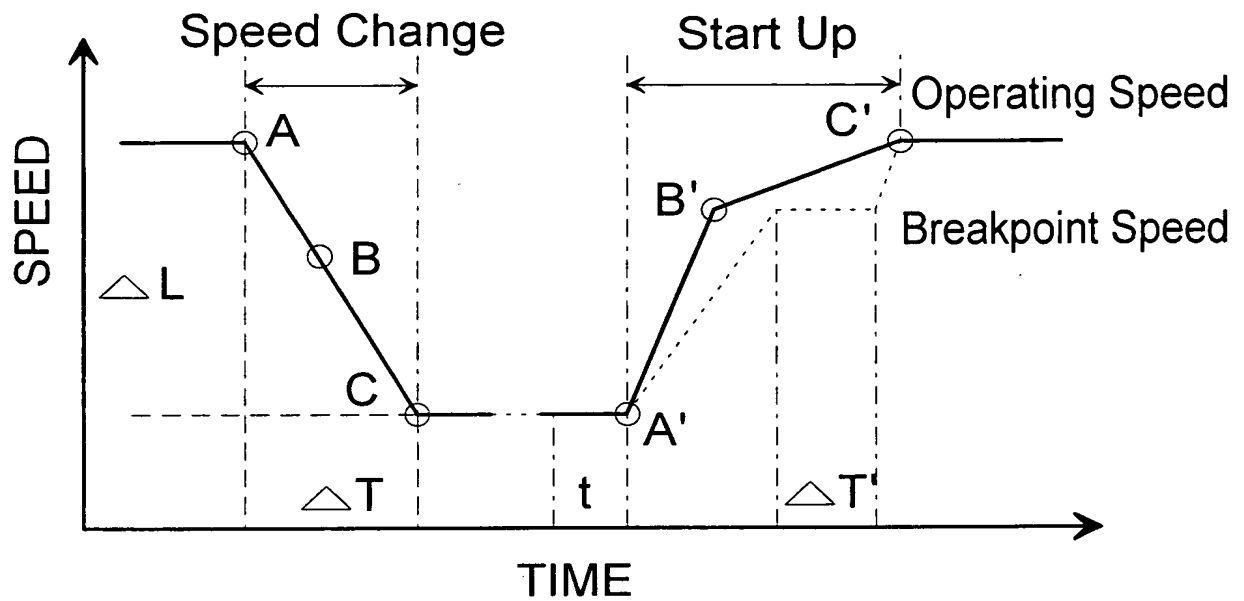 Speed Change
Start Up
Operating Speed
A
C'
B'
B
Breakpoint Speed
SPEED
△L
C
A'
△T
t
△T'
TIME